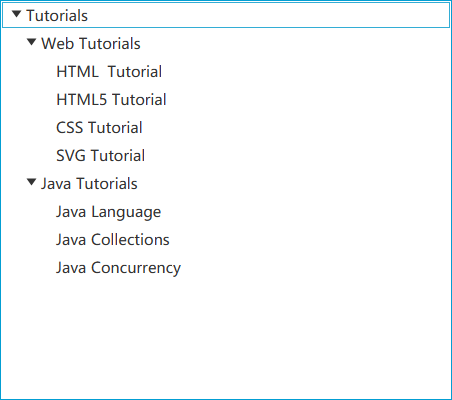 Tutorials
Web Tutorials
HTML  Tutorial
HTML5 Tutorial
CSS Tutorial
SVG Tutorial
Java Tutorials
Java Language
Java Collections
Java Concurrency